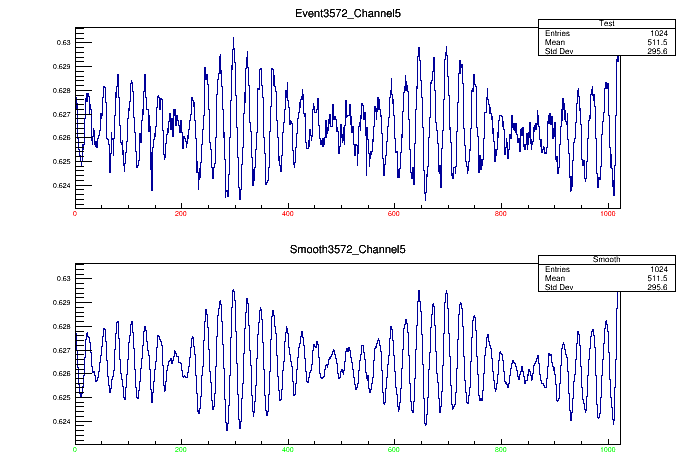 Event3572_Channel5
Test
Entries 1024
Mean 511.5
Std Dev 295.6
0.63
0.629
0.628
0.627
0.626
0.625
0.624
0 200 400 600 800 1000
Smooth3572_Channel5
Smooth
Entries 1024
Mean 511.5
Std Dev 295.6
0.63
0.629
0.628
0.627
0.626
0.625
0.624
0 200 400 600 800 1000